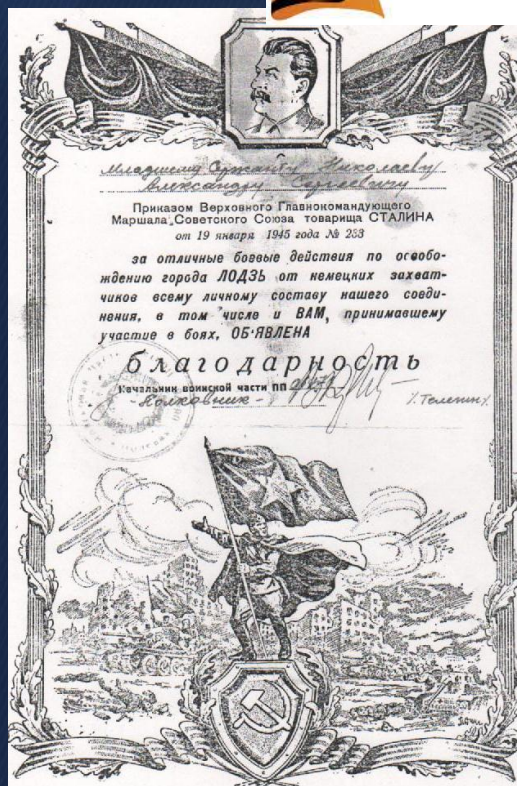 Младшему Сержанту Николаеву
Александру
Приказом Верховного Главнокомандующего
Маршала Советского Союза товарища СТАЛИНА
от 19 января 1945 года № 233
за отличные боевые действия по освобо-
ждению города ЛОДЗЬ от немецких захват-
чиков всему личному составу нашего соеди-
нения, в том числе и ВАМ, принимавшему
участие в боях, ОБ'ЯВЛЕНА
благодарность
Начальник воинской части ПП
-Полковник-